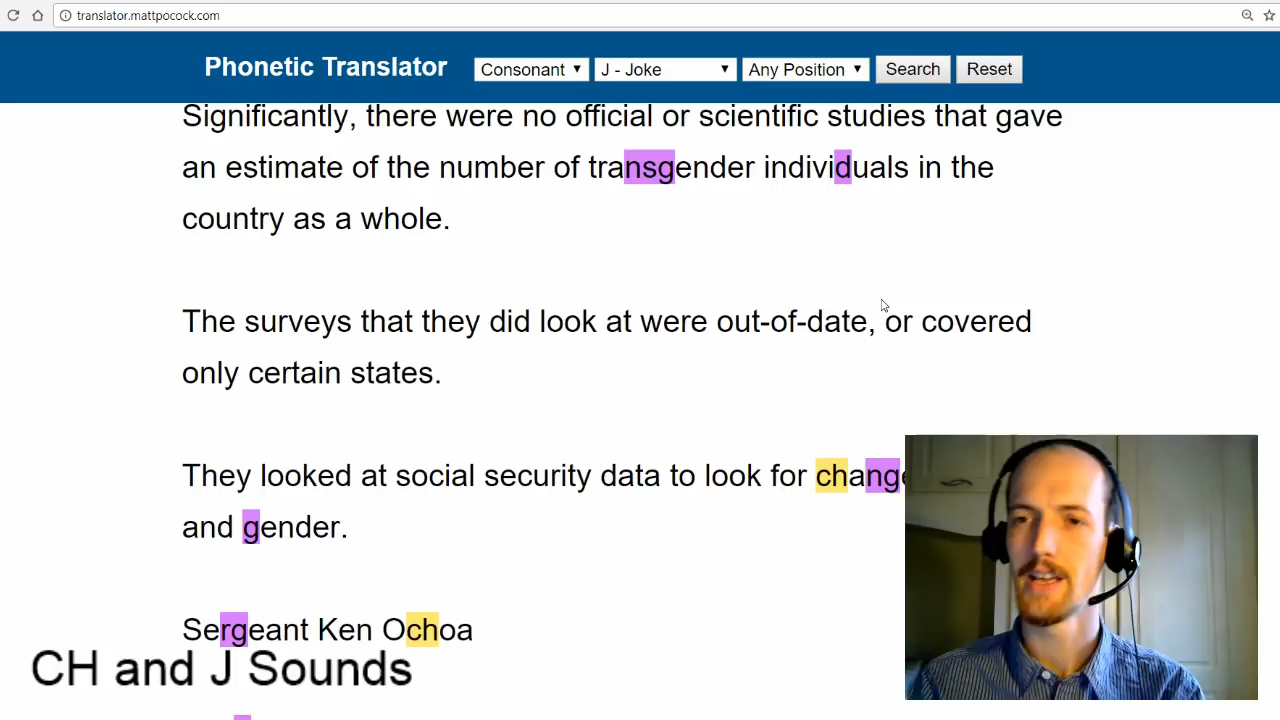 translator.mattpocock.com
Phonetic Translator Consonant J - Joke Any Position Search Reset
Significantly, there were no official or scientific studies that gave
an estimate of the number of transgender individuals in the
country as a whole.
The surveys that they did look at were out-of-date, or covered
only certain states.
They looked at social security data to look for
and gender.
Sergeant Ken Ochoa
CH and J Sounds